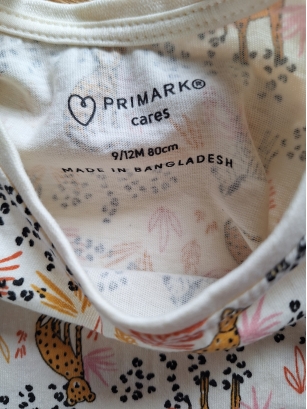 PRIMARK®
cares
9/12M 80cm
MADE IN BANGLADESH